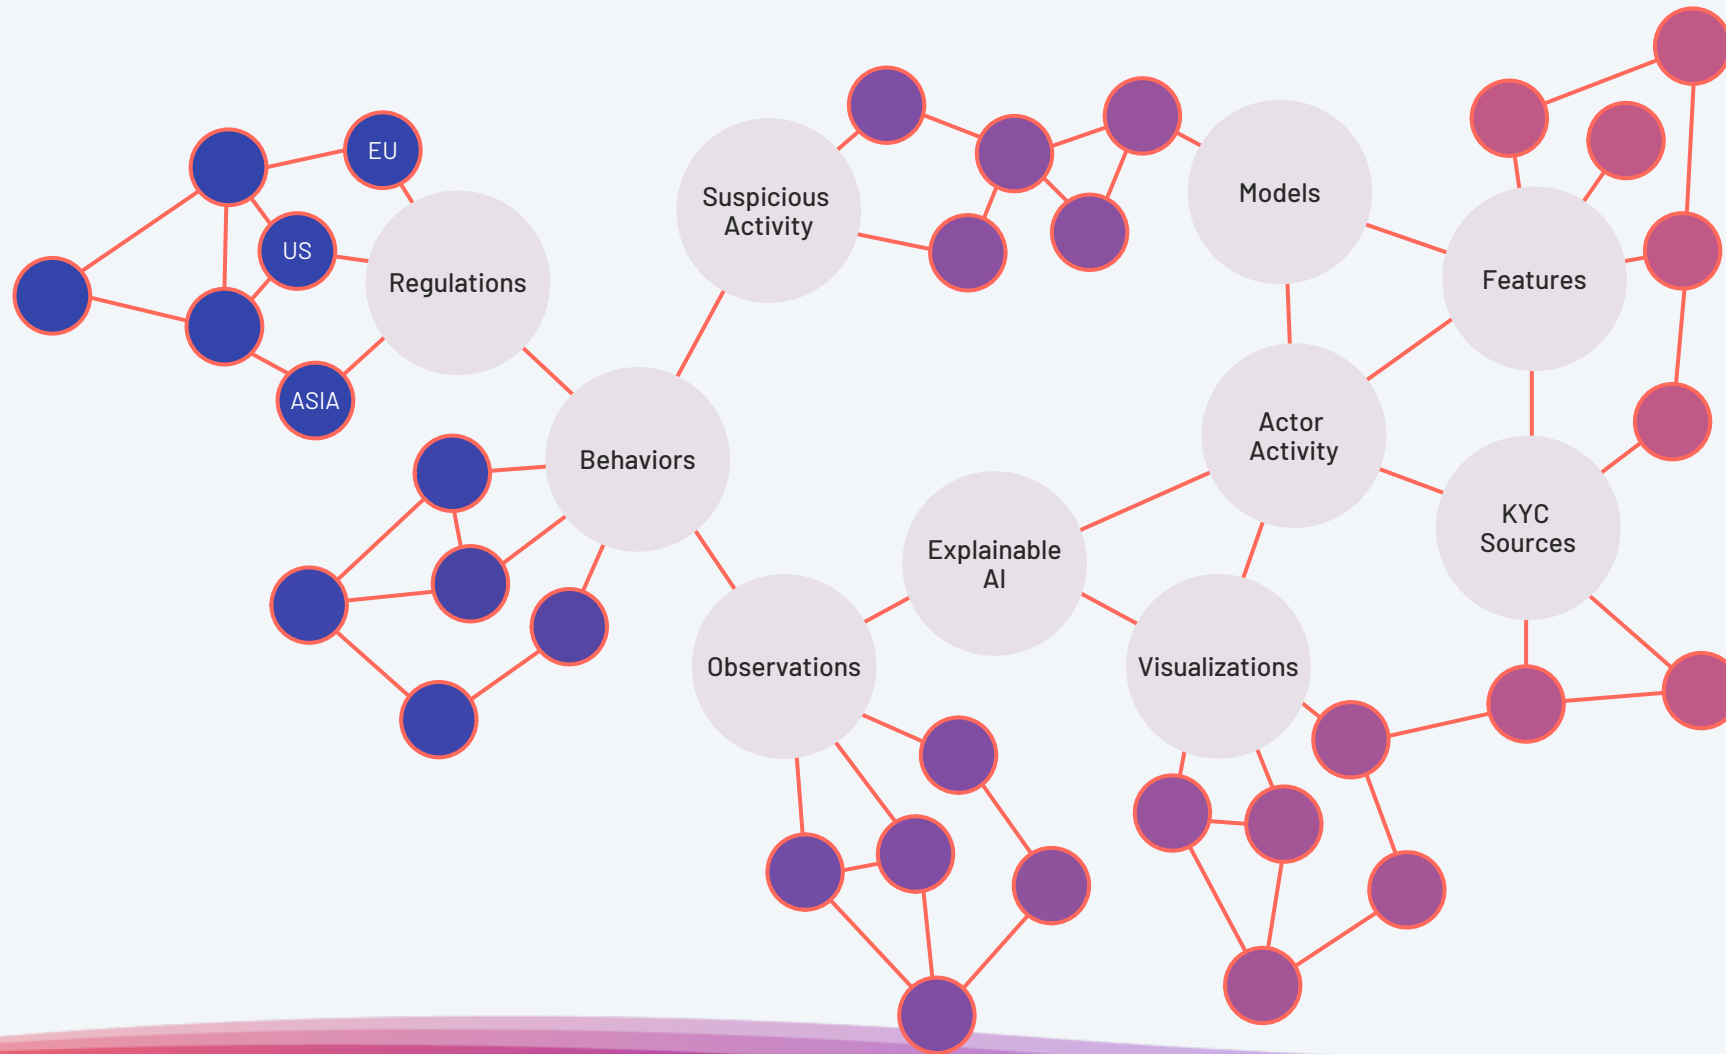 EU
US
ASIA
Regulations
Suspicious
Activity
Behaviors
Observations
Explainable
AI
Models
Features
Actor
Activity
KYC
Sources
Visualizations